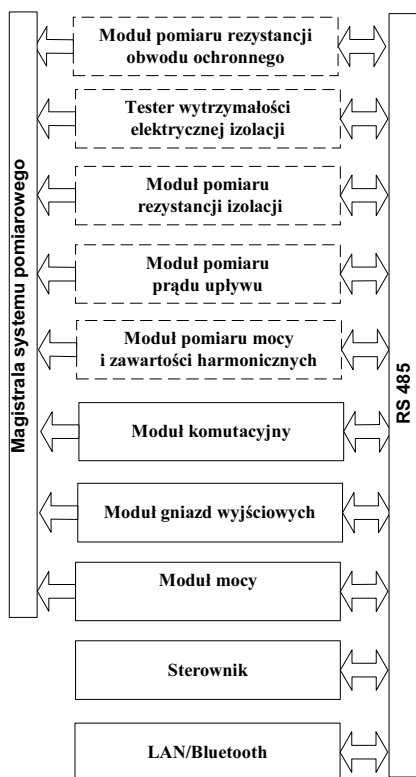 Moduł pomiaru rezystancji
obwodu ochronnego
Tester wytrzymałości
elektrycznej izolacji
Moduł pomiaru
rezystancji izolacji
Moduł pomiaru
prądu upływu
Moduł pomiaru mocy
i zawartości harmonicznych
Moduł komutacyjny
Moduł gniazd wyjściowych
Moduł mocy
Sterownik
LAN/Bluetooth
Magistrala systemu pomiarowego
RS 485